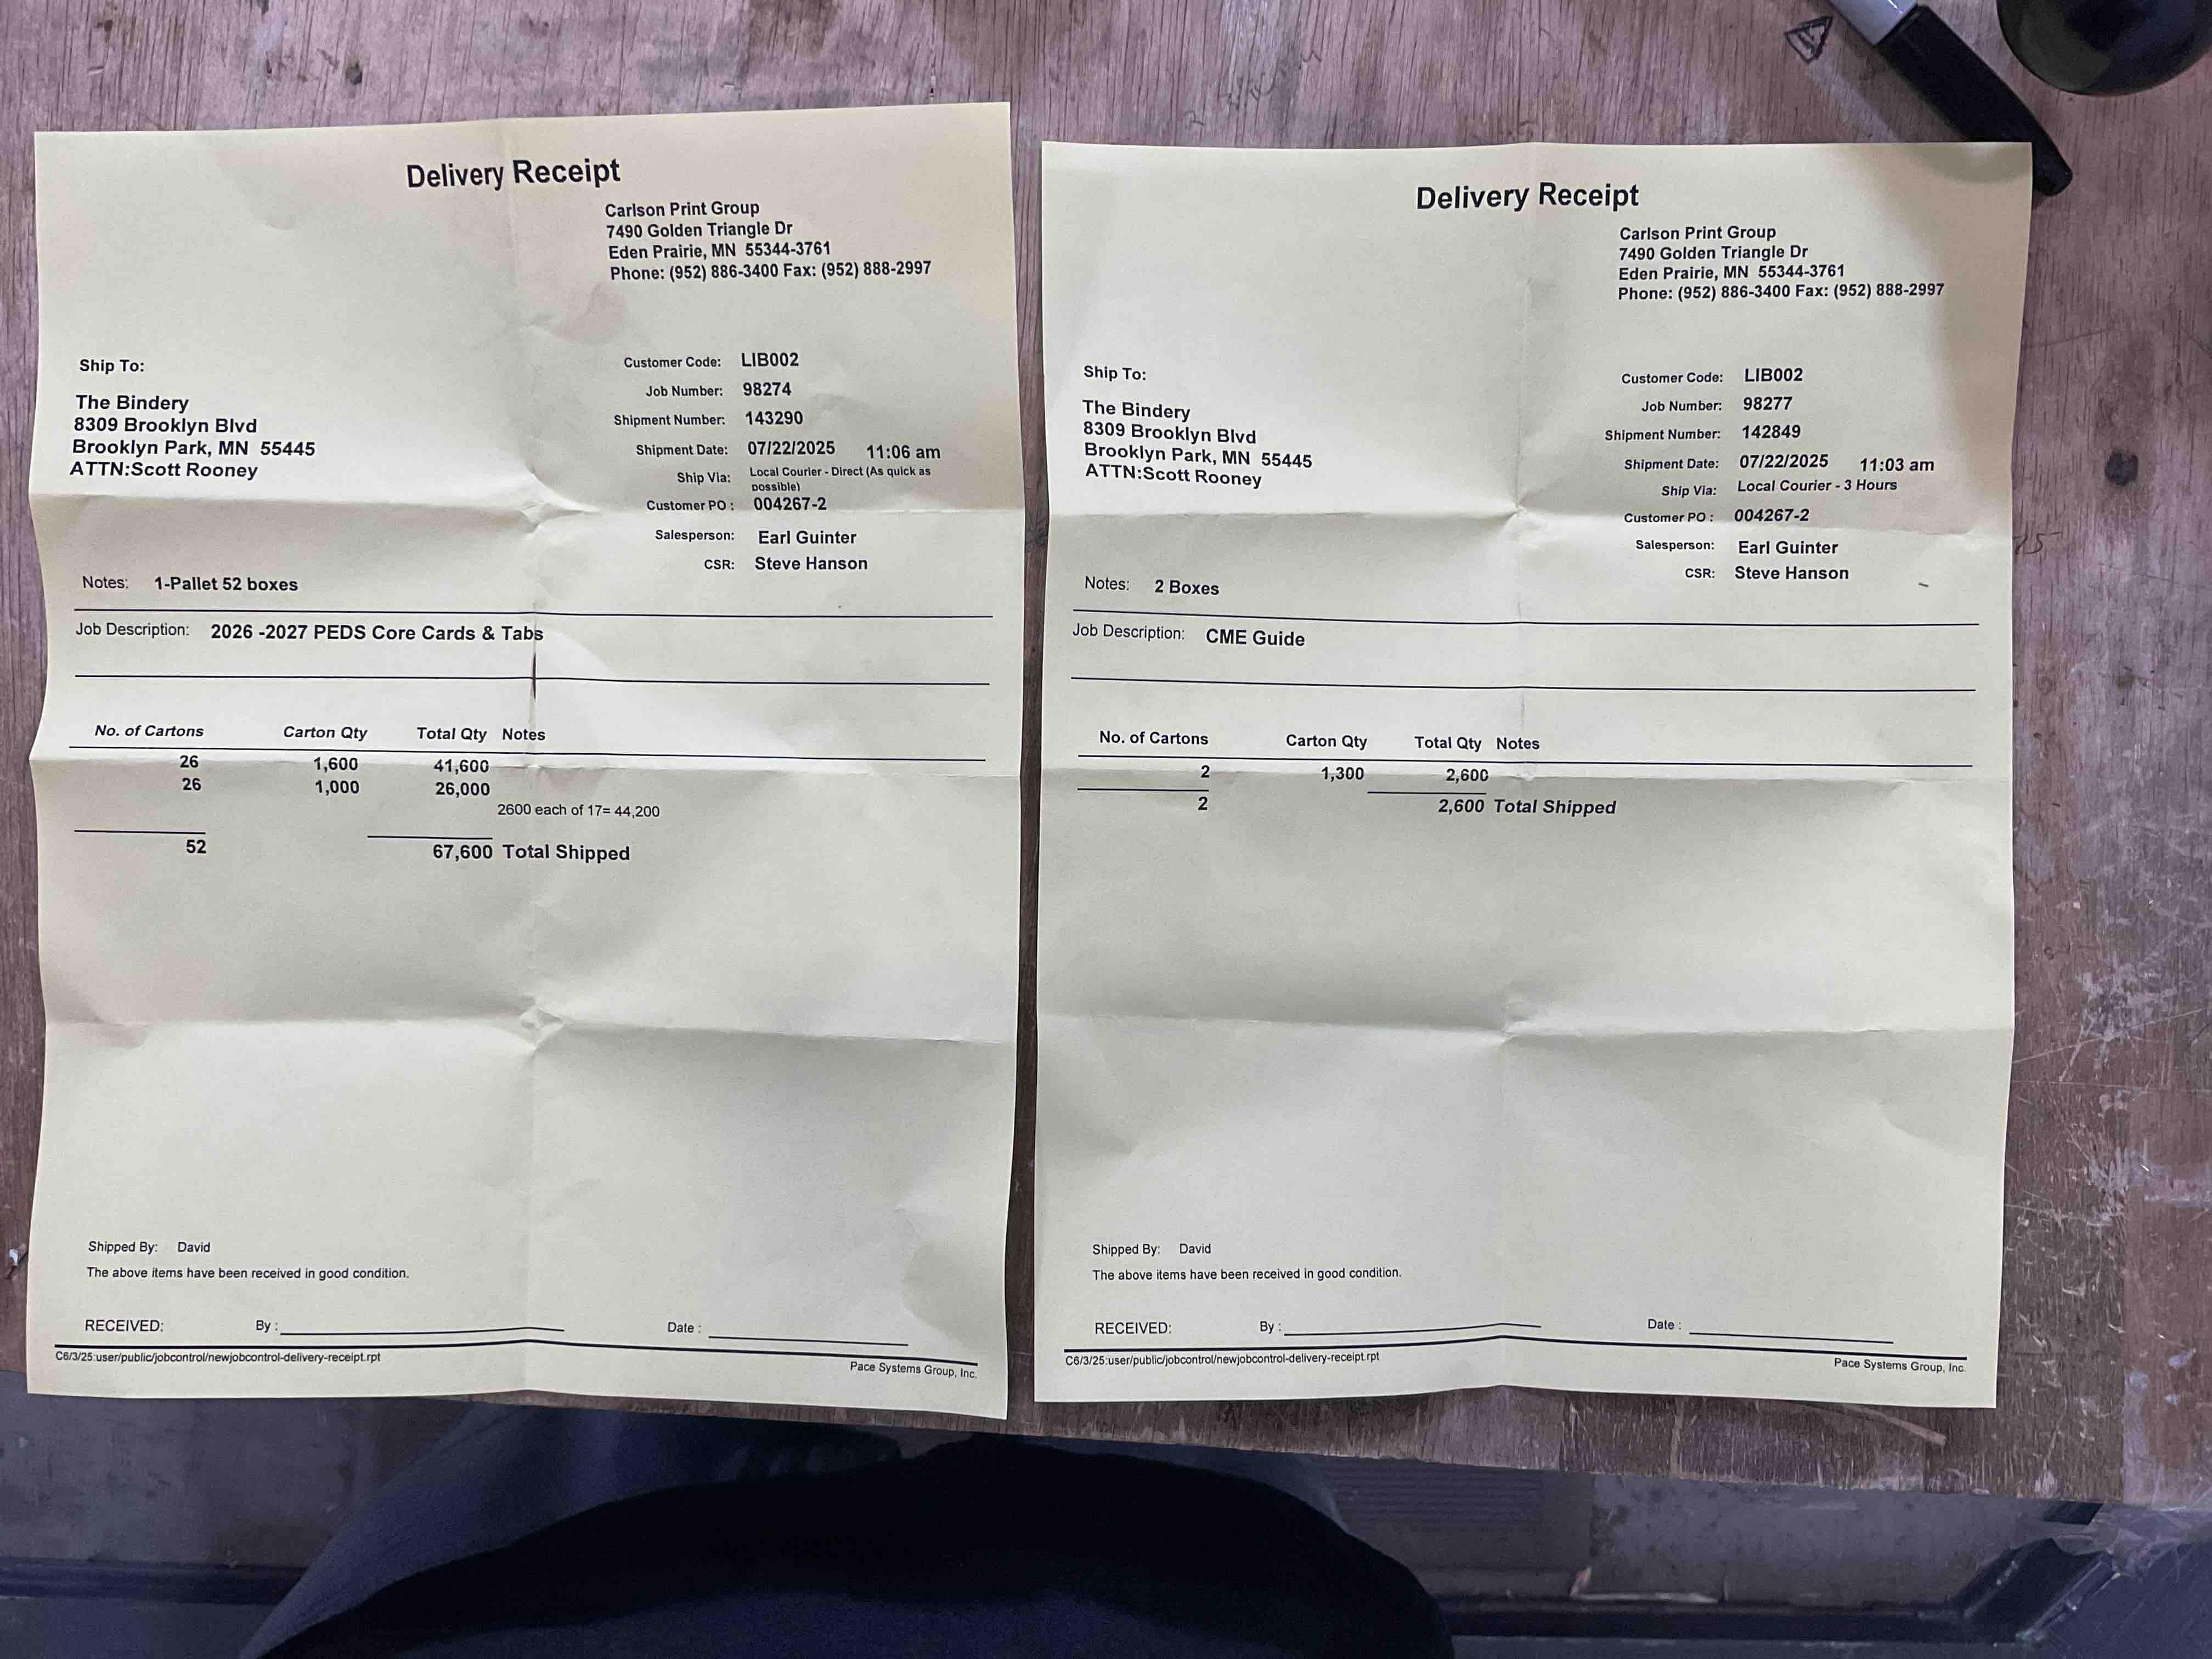 Delivery Receipt
Carlson Print Group
7490 Golden Triangle Dr
Eden Prairie, MN 55344-3761
Phone: (952) 886-3400 Fax: (952) 888-2997
Ship To:
The Bindery
8309 Brooklyn Blvd
Brooklyn Park, MN 55445
ATTN:Scott Rooney
Customer Code: LIB002
Job Number: 98274
Shipment Number: 143290
Shipment Date: 07/22/2025 11:06 am
Ship Via: Local Courier - Direct (As quick as
possible)
Customer PO : 004267-2
Salesperson: Earl Guinter
CSR: Steve Hanson
Notes: 1-Pallet 52 boxes
Job Description: 2026 -2027 PEDS Core Cards & Tabs
No. of Cartons Carton Qty Total Qty Notes
26 1,600 41,600
26 1,000 26,000
2600 each of 17= 44,200
52 67,600 Total Shipped
Shipped By: David
The above items have been received in good condition.
RECEIVED: By : Date :
C6/3/25:user/public/jobcontrol/newjobcontrol-delivery-receipt.rpt
Pace Systems Group, Inc.
Delivery Receipt
Carlson Print Group
7490 Golden Triangle Dr
Eden Prairie, MN 55344-3761
Phone: (952) 886-3400 Fax: (952) 888-2997
Ship To:
The Bindery
8309 Brooklyn Blvd
Brooklyn Park, MN 55445
ATTN:Scott Rooney
Customer Code: LIB002
Job Number: 98277
Shipment Number: 142849
Shipment Date: 07/22/2025 11:03 am
Ship Via: Local Courier - 3 Hours
Customer PO : 004267-2
Salesperson: Earl Guinter
CSR: Steve Hanson
Notes: 2 Boxes
Job Description: CME Guide
No. of Cartons Carton Qty Total Qty Notes
2 1,300 2,600
2 2,600 Total Shipped
Shipped By: David
The above items have been received in good condition.
RECEIVED: By : Date :
C6/3/25:user/public/jobcontrol/newjobcontrol-delivery-receipt.rpt
Pace Systems Group, Inc.